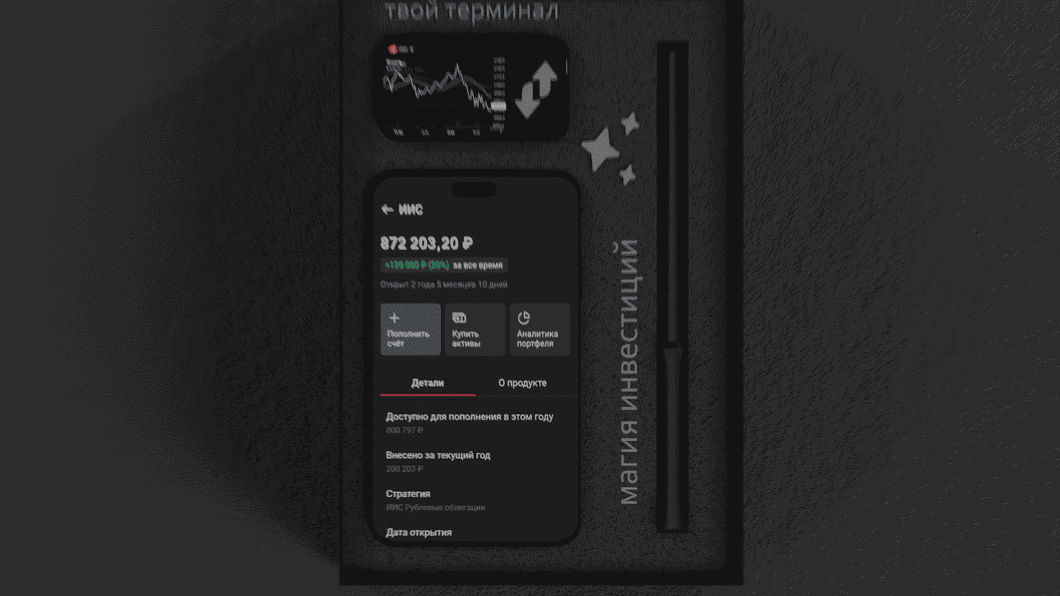 твой терминал
← ИИС
872 203,20 ₽
+120 000 ₽ (20%) за все время
Открыт 2 года 8 месяцев 10 дней
Пополнить
счёт
Купить
активы
Аналитика
портфеля
Детали
О продукте
Доступно для пополнения в этом году
800 797 ₽
Внесено за текущий год
200 203 ₽
Стратегия
ИИС Рублевые облигации
Дата открытия
магия инвестиций